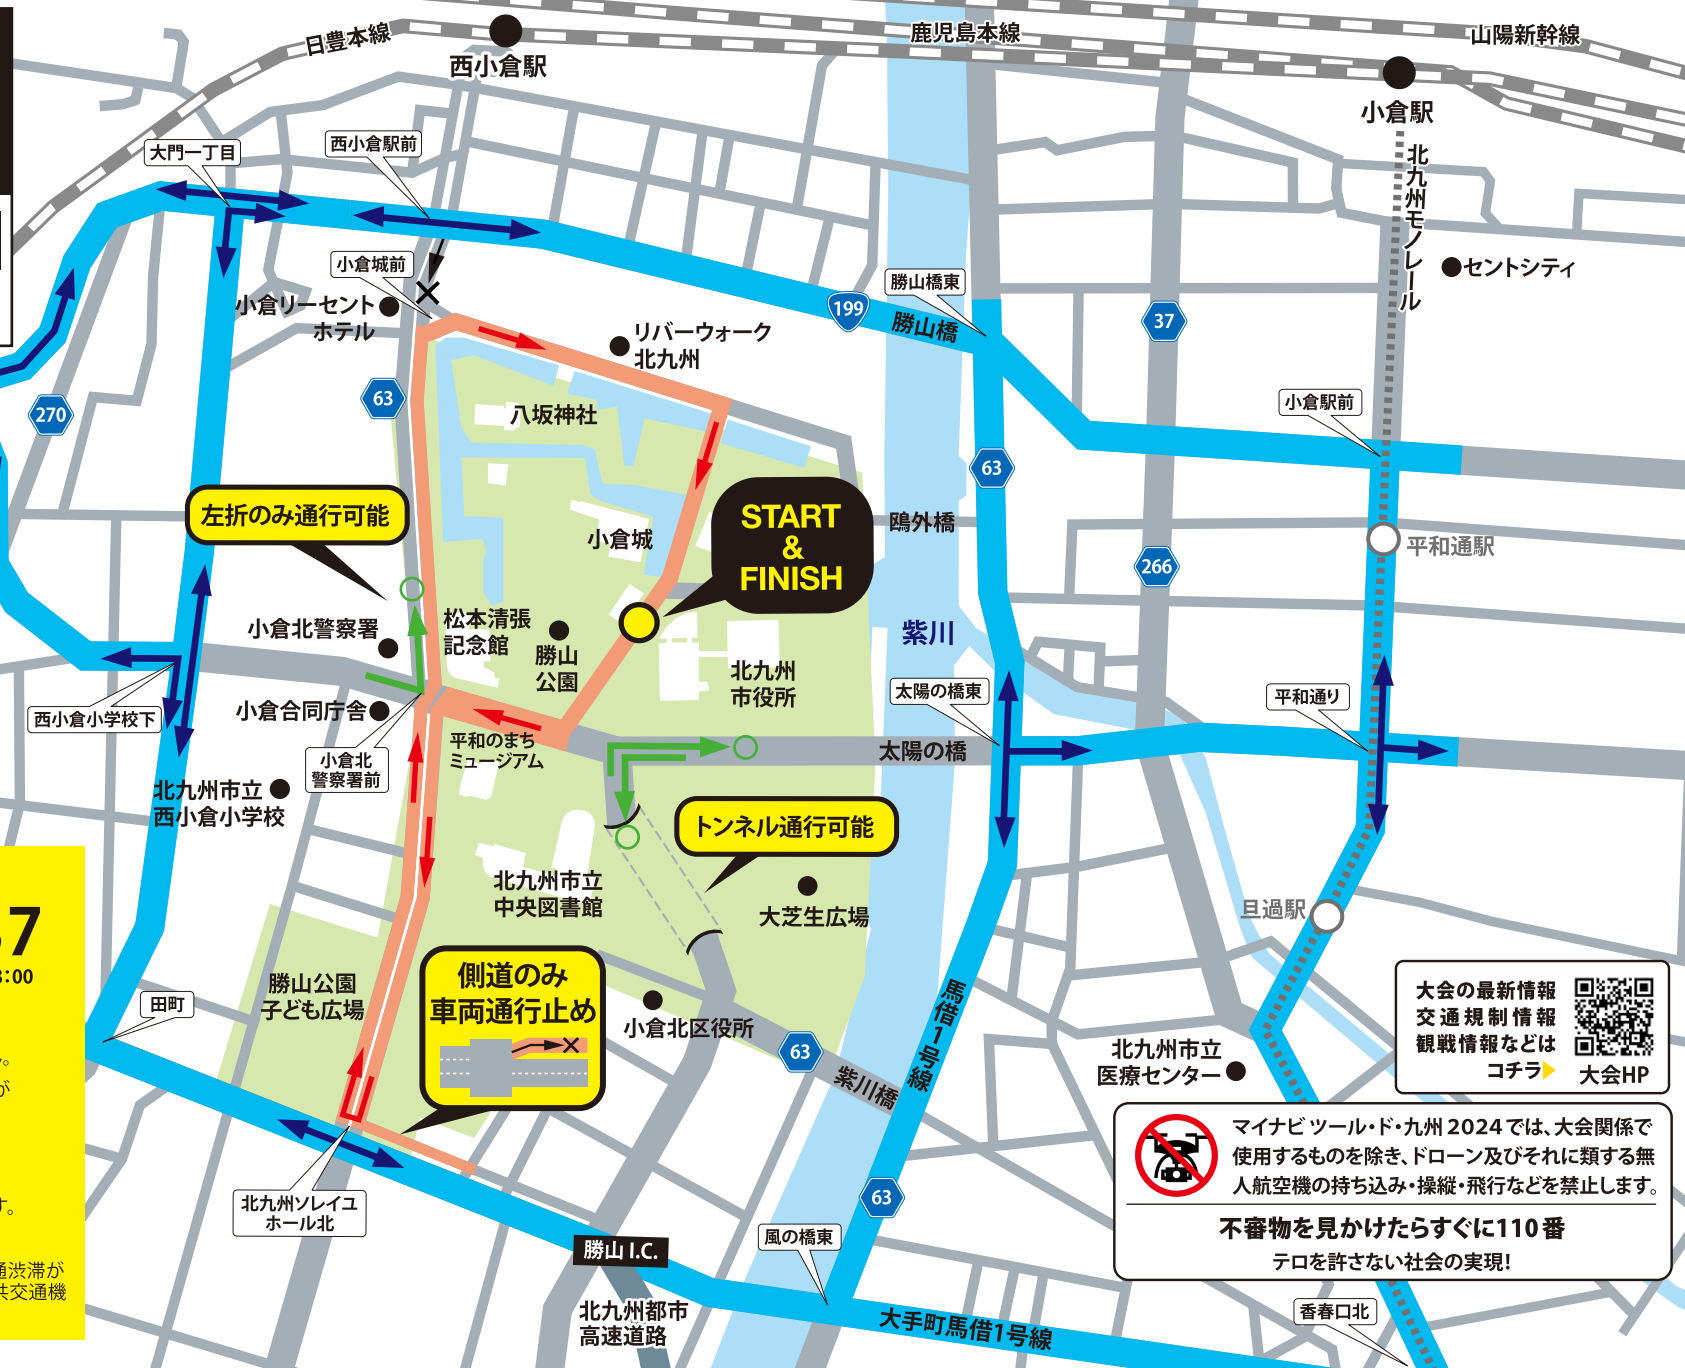 日豊本線
西小倉駅
鹿児島本線
山陽新幹線
小倉駅
北九州モノレール
大門一丁目
西小倉駅前
小倉城前
小倉リーセント
ホテル
リバーウォーク
北九州
199
勝山橋東
勝山橋
37
セントシティ
270
63
八坂神社
小倉駅前
左折のみ通行可能
小倉城
START
&
FINISH
鴎外橋
63
266
平和通駅
小倉北警察署
松本清張
記念館
勝山
公園
北九州
市役所
紫川
太陽の橋東
平和通り
西小倉小学校下
小倉合同庁舎
小倉北
警察署前
平和のまち
ミュージアム
太陽の橋
北九州市立
西小倉小学校
トンネル通行可能
北九州市立
中央図書館
大芝生広場
旦過駅
7
:00
勝山公園
子ども広場
側道のみ
車両通行止め
田町
小倉北区役所
63
紫川橋
馬借1号線
北九州市立
医療センター
大会の最新情報
交通規制情報
観戦情報などは
コチラ
大会HP
。
が
マイナビ ツール・ド・九州 2024 では、大会関係で
使用するものを除き、ドローン及びそれに類する無
人航空機の持ち込み・操縦・飛行などを禁止します。
不審物を見かけたらすぐに110番
テロを許さない社会の実現!
北九州ソレイユ
ホール北
63
す。
風の橋東
勝山 I.C.
通渋滞が
共交通機
北九州都市
高速道路
大手町馬借1号線
香春口北